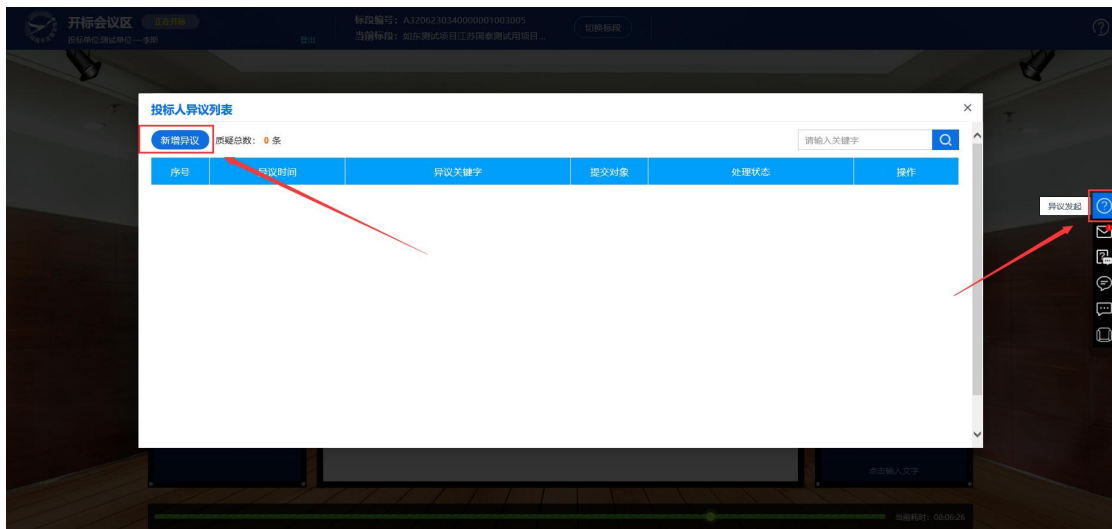 开标会议区 正在开标
投标单位:测试单位——李斯 登出
标段编号：A3206230340000001003005
当前标段：如东测试项目江苏国泰测试用项目...
切换标段
投标人异议列表
新增异议 质疑总数：0 条 请输入关键字
序号 异议时间 异议关键字 提交对象 处理状态 操作
异议发起
点击输入文字
当前耗时：08:06:26